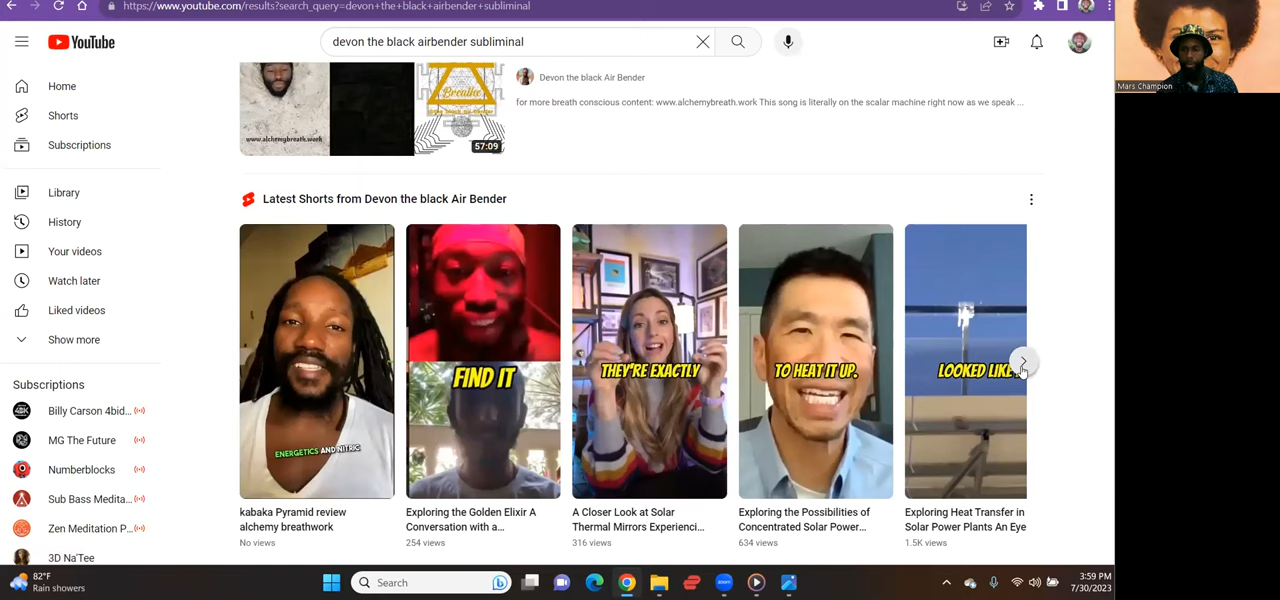 https://www.youtube.com/results?search_query=devon+the+black+airbender+subliminal
YouTube
devon the black airbender subliminal
Mars Champion
Home
Shorts
Subscriptions
Library
History
Your videos
Watch later
Liked videos
Show more
Subscriptions
Billy Carson 4bid...
MG The Future
Numberblocks
Sub Bass Medita...
Zen Meditation P...
3D Na'Tee
www.alchemybreath.work
Breathe
57:09
Devon the black Air Bender
for more breath conscious content: www.alchemybreath.work This song is literally on the scalar machine right now as we speak ...
Latest Shorts from Devon the black Air Bender
ENERGETICS AND NITRIC
FIND IT
THEY'RE EXACTLY
TO HEAT IT UP.
LOOKED LIKE
kabaka Pyramid review
alchemy breathwork
No views
Exploring the Golden Elixir A
Conversation with a...
254 views
A Closer Look at Solar
Thermal Mirrors Experienci...
316 views
Exploring the Possibilities of
Concentrated Solar Power...
634 views
Exploring Heat Transfer in
Solar Power Plants An Eye
1.5K views
82°F
Rain showers
Search
zoom
3:59 PM
7/30/2023